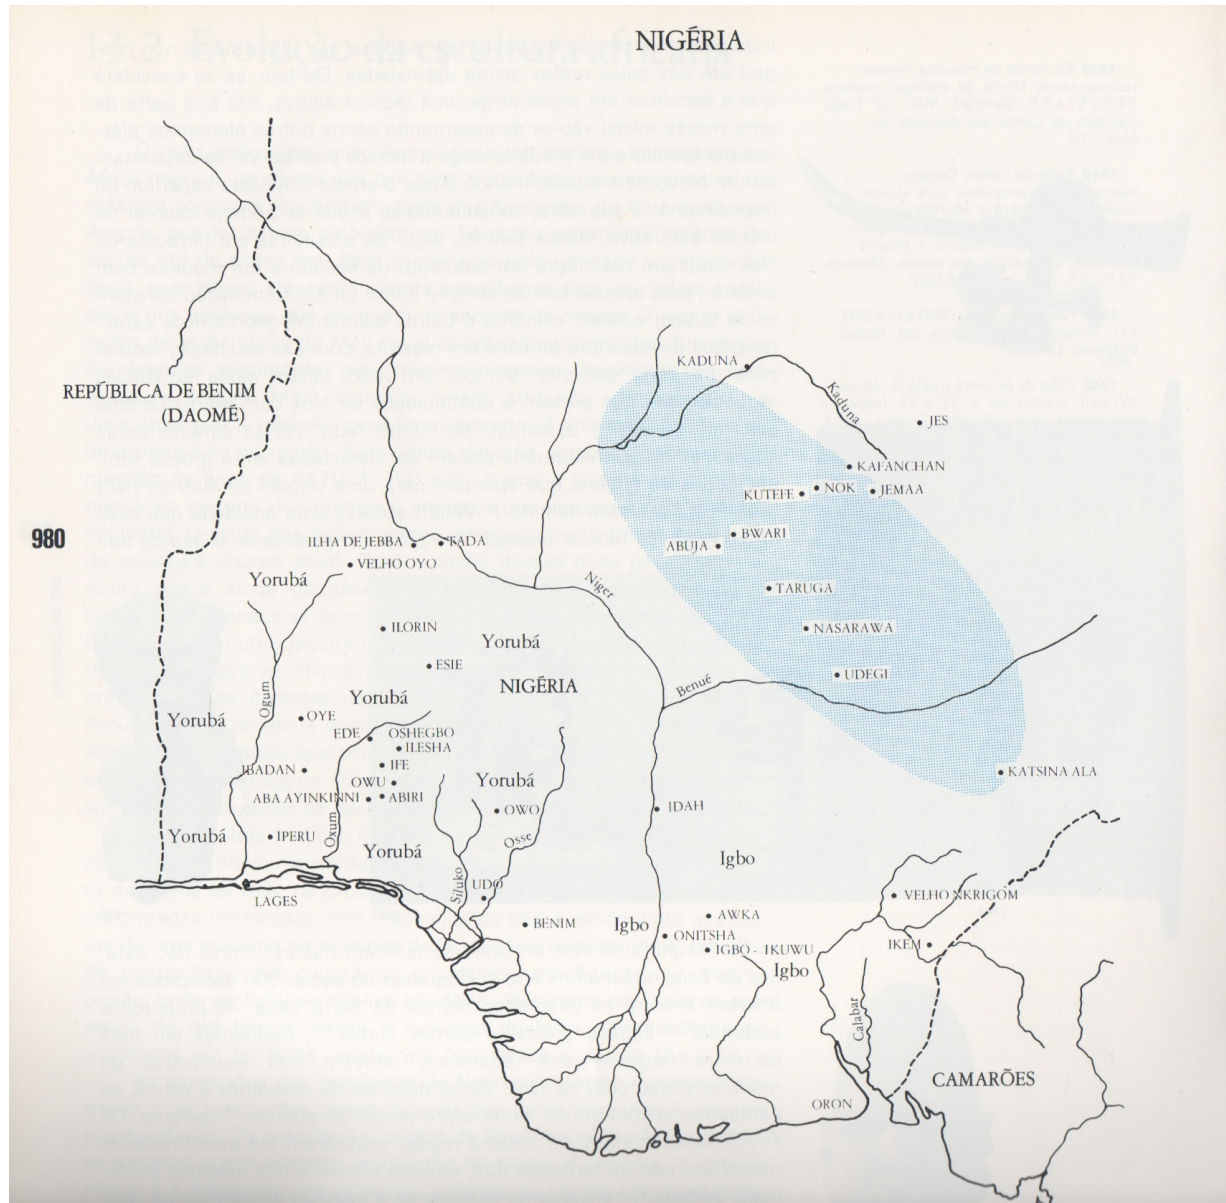 NIGÉRIA
KADUNA
REPÚBLICA DE BENIM
(DAOMÉ)
Kaduna
JES
KAFANCHAN
KUTEFE
NOK
JEMAA
980
ILHA DE JEBBA
TADA
ABUJA
BWARI
VELHO OYO
Yorubá
Niger
TARUGA
ILORIN
Yorubá
NASARAWA
ESIE
UDEGI
NIGÉRIA
Benué
Ogum
Yorubá
Yorubá
OYE
EDE
OSHEGBO
ILESHA
IBADAN
IFE
KATSINA ALA
OWU
Yorubá
ABA AYINKINNI
ABIRI
OWO
IDAH
Yorubá
IPERU
Oxum
Yorubá
Osse
Igbo
Siluko
UDO
LAGES
VELHO NKRIGOM
BENIM
Igbo
AWKA
ONITSHA
IGBO - IKUWU
IKEM
Igbo
Calabar
CAMARÕES
ORON